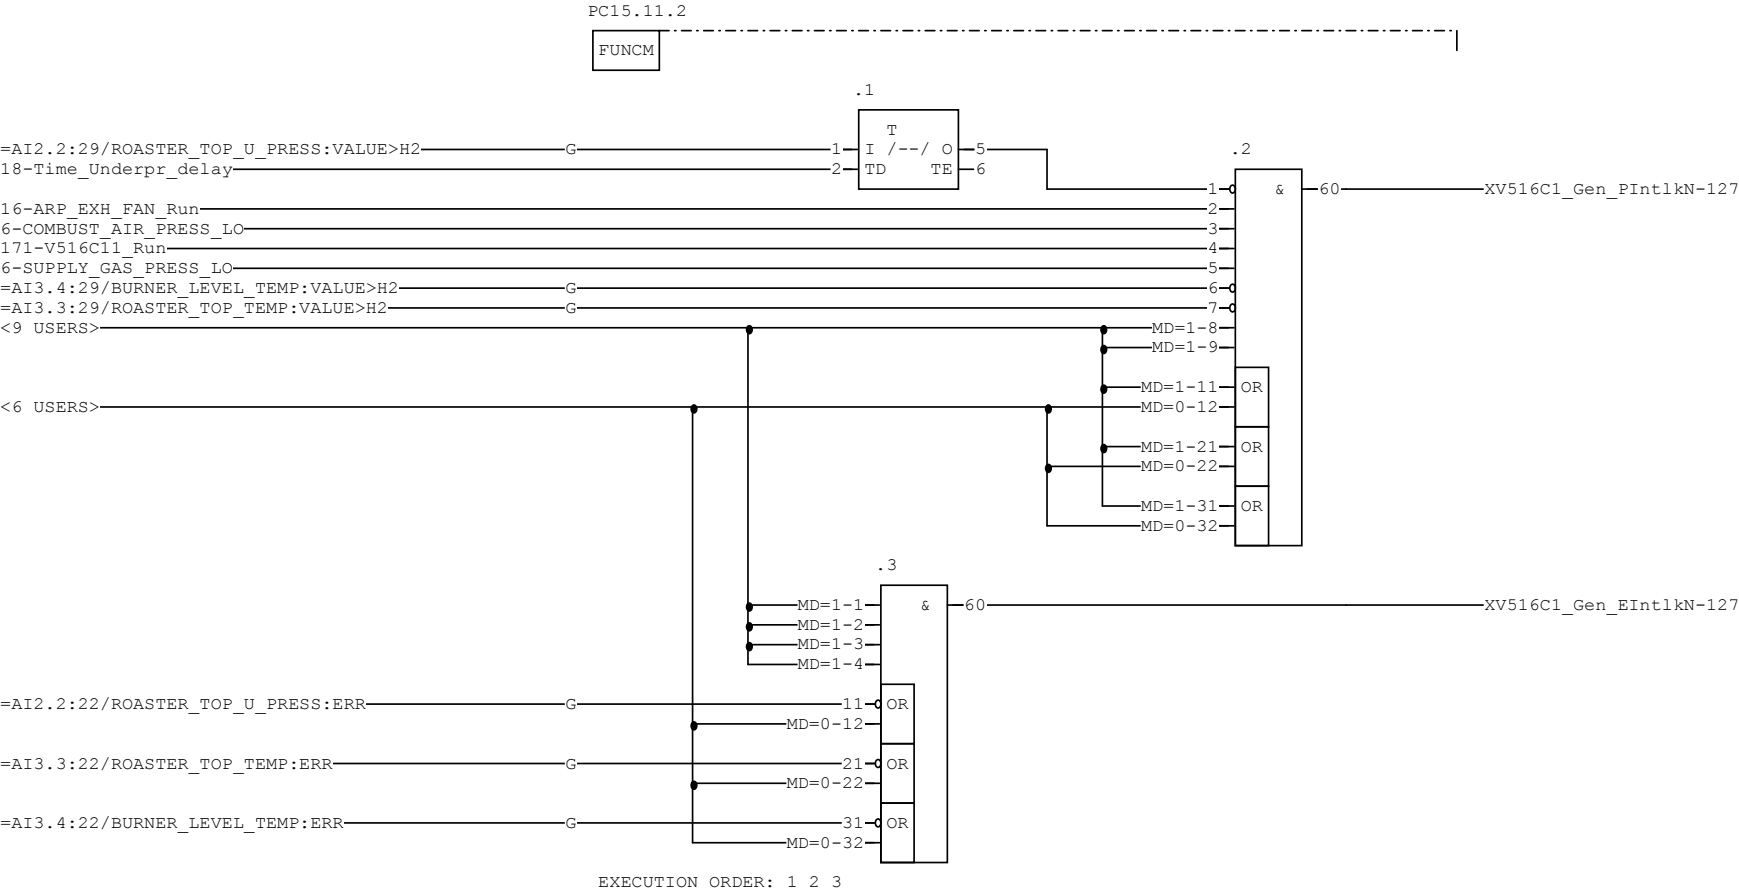 PC15.11.2
FUNCM
.1
T
=AI2.2:29/ROASTER_TOP_U_PRESS:VALUE>H2 G 1 I /--/ O 5 .2
18-Time_Underpr_delay 2 TD TE 6
1 & 60 XV516C1_Gen_PIntlkN-127
16-ARP_EXH_FAN_Run 2
6-COMBUST_AIR_PRESS_LO 3
171-V516C11_Run 4
6-SUPPLY_GAS_PRESS_LO 5
=AI3.4:29/BURNER_LEVEL_TEMP:VALUE>H2 G 6
=AI3.3:29/ROASTER_TOP_TEMP:VALUE>H2 G 7
<9 USERS> MD=1-8
MD=1-9
MD=1-11 OR
<6 USERS> MD=0-12
MD=1-21 OR
MD=0-22
MD=1-31 OR
MD=0-32
.3
MD=1-1 & 60 XV516C1_Gen_EIntlkN-127
MD=1-2
MD=1-3
MD=1-4
=AI2.2:22/ROASTER_TOP_U_PRESS:ERR G 11 OR
MD=0-12
=AI3.3:22/ROASTER_TOP_TEMP:ERR G 21 OR
MD=0-22
=AI3.4:22/BURNER_LEVEL_TEMP:ERR G 31 OR
MD=0-32
EXECUTION ORDER: 1 2 3